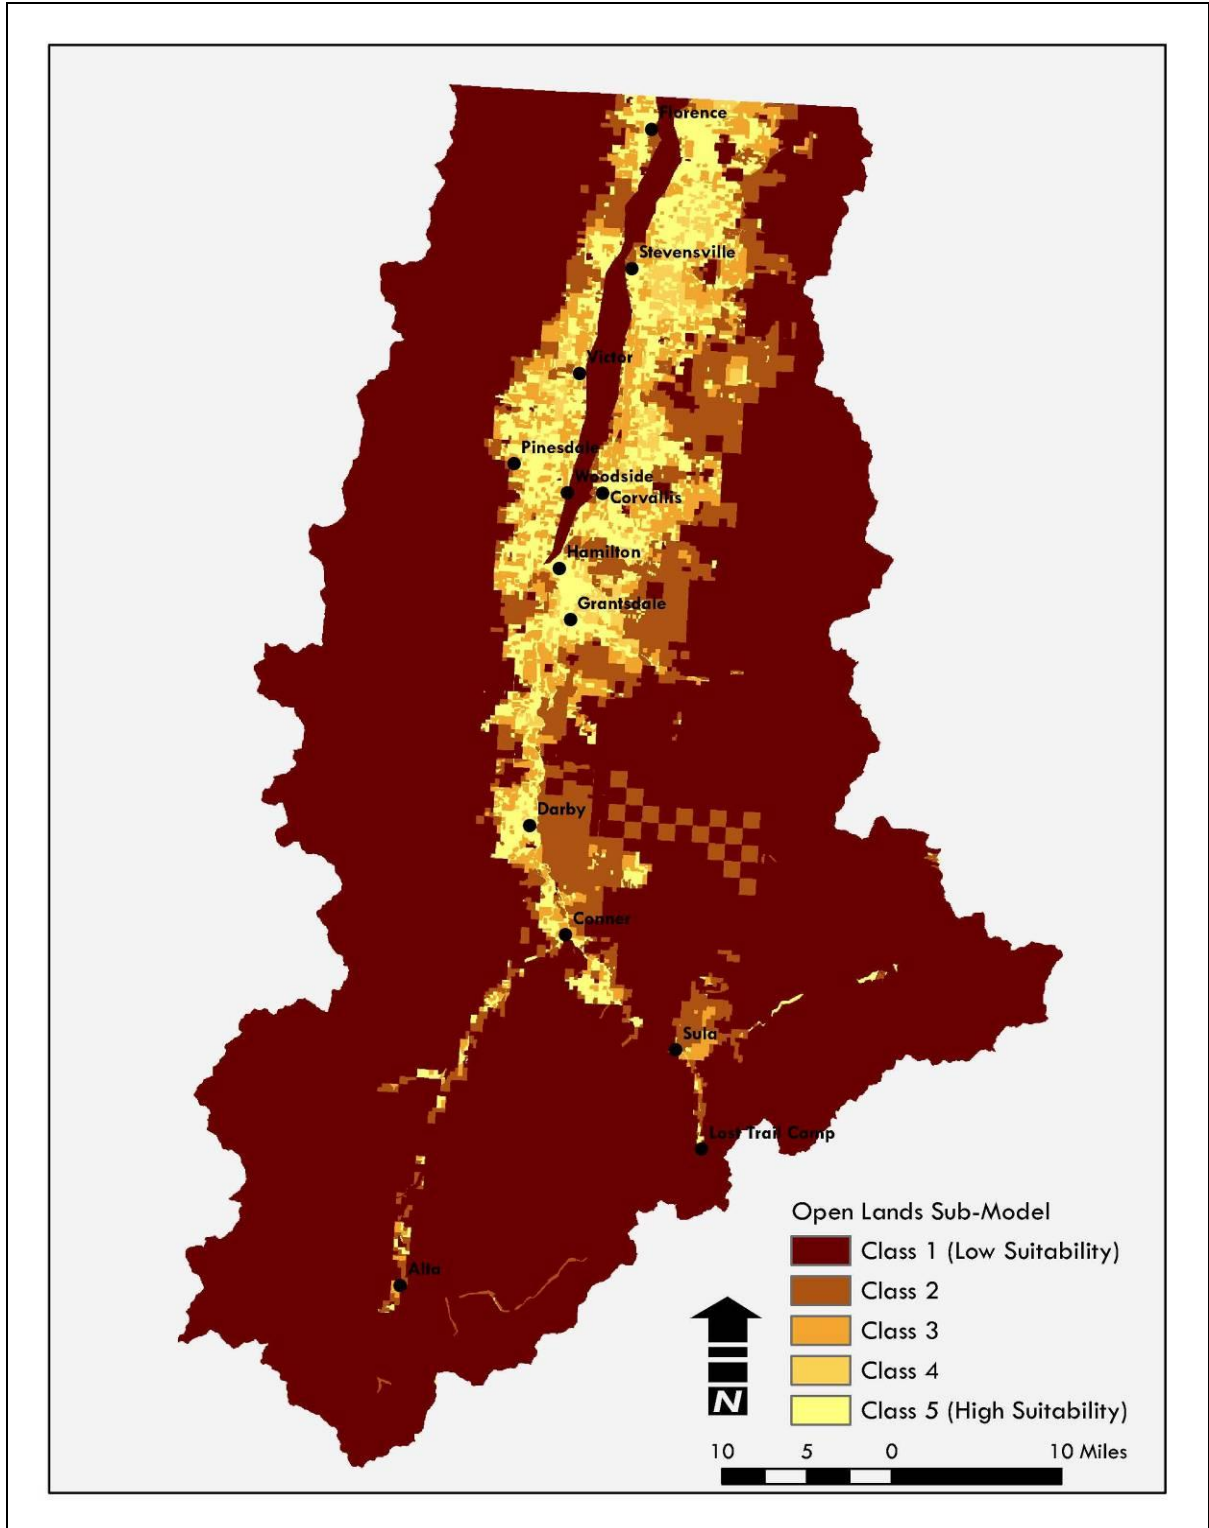 Florence
Stevensville
Victor
Pinesdale
Woodside
Corvallis
Hamilton
Grantsdale
Darby
Conner
Sula
Lost Trail Camp
Alta
Open Lands Sub-Model
Class 1 (Low Suitability)
Class 2
Class 3
Class 4
Class 5 (High Suitability)
N
10 5 0 10 Miles